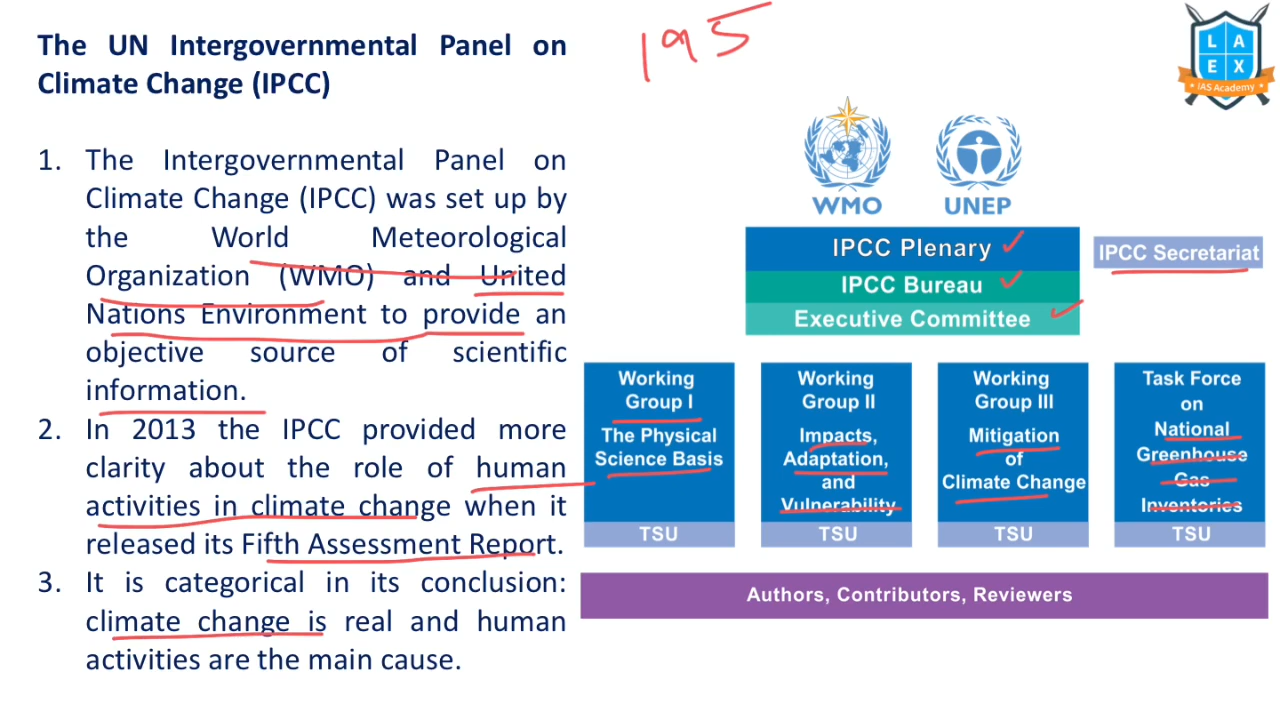 The UN Intergovernmental Panel on
Climate Change (IPCC)
195
L A
E X
IAS Academy
1. The Intergovernmental Panel on
Climate Change (IPCC) was set up by
the World Meteorological
Organization (WMO) and United
Nations Environment to provide an
objective source of scientific
information.
2. In 2013 the IPCC provided more
clarity about the role of human
activities in climate change when it
released its Fifth Assessment Report.
3. It is categorical in its conclusion:
climate change is real and human
activities are the main cause.
WMO
UNEP
IPCC Plenary
IPCC Bureau
Executive Committee
IPCC Secretariat
Working
Group I
The Physical
Science Basis
TSU
Working
Group II
Impacts,
Adaptation,
and
Vulnerability
TSU
Working
Group III
Mitigation
of
Climate Change
TSU
Task Force
on
National
Greenhouse
Gas
Inventories
TSU
Authors, Contributors, Reviewers